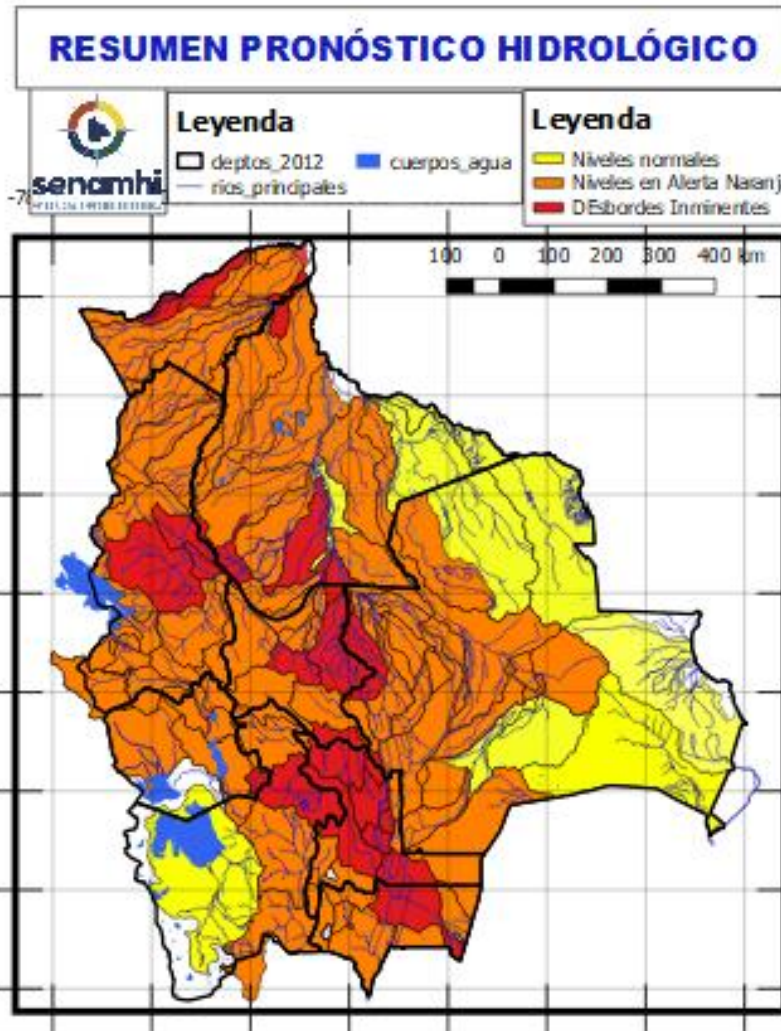 RESUMEN PRONÓSTICO HIDROLÓGICO
senamhi
Leyenda
deptos_2012
cuerpos_agua
rios_principales
Leyenda
Niveles normales
Niveles en Alerta Naranj
DEsbordes Inminentes
100 0 100 200 300 400 km